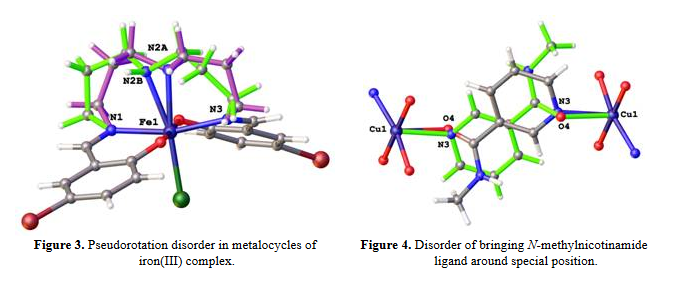 N2A
N2B
N1
Fe1
N3
Cu1
O4
N3
N3
O4
Cu1
Figure 3. Pseudorotation disorder in metalocycles of
iron(III) complex.
Figure 4. Disorder of bringing N-methylnicotinamide
ligand around special position.